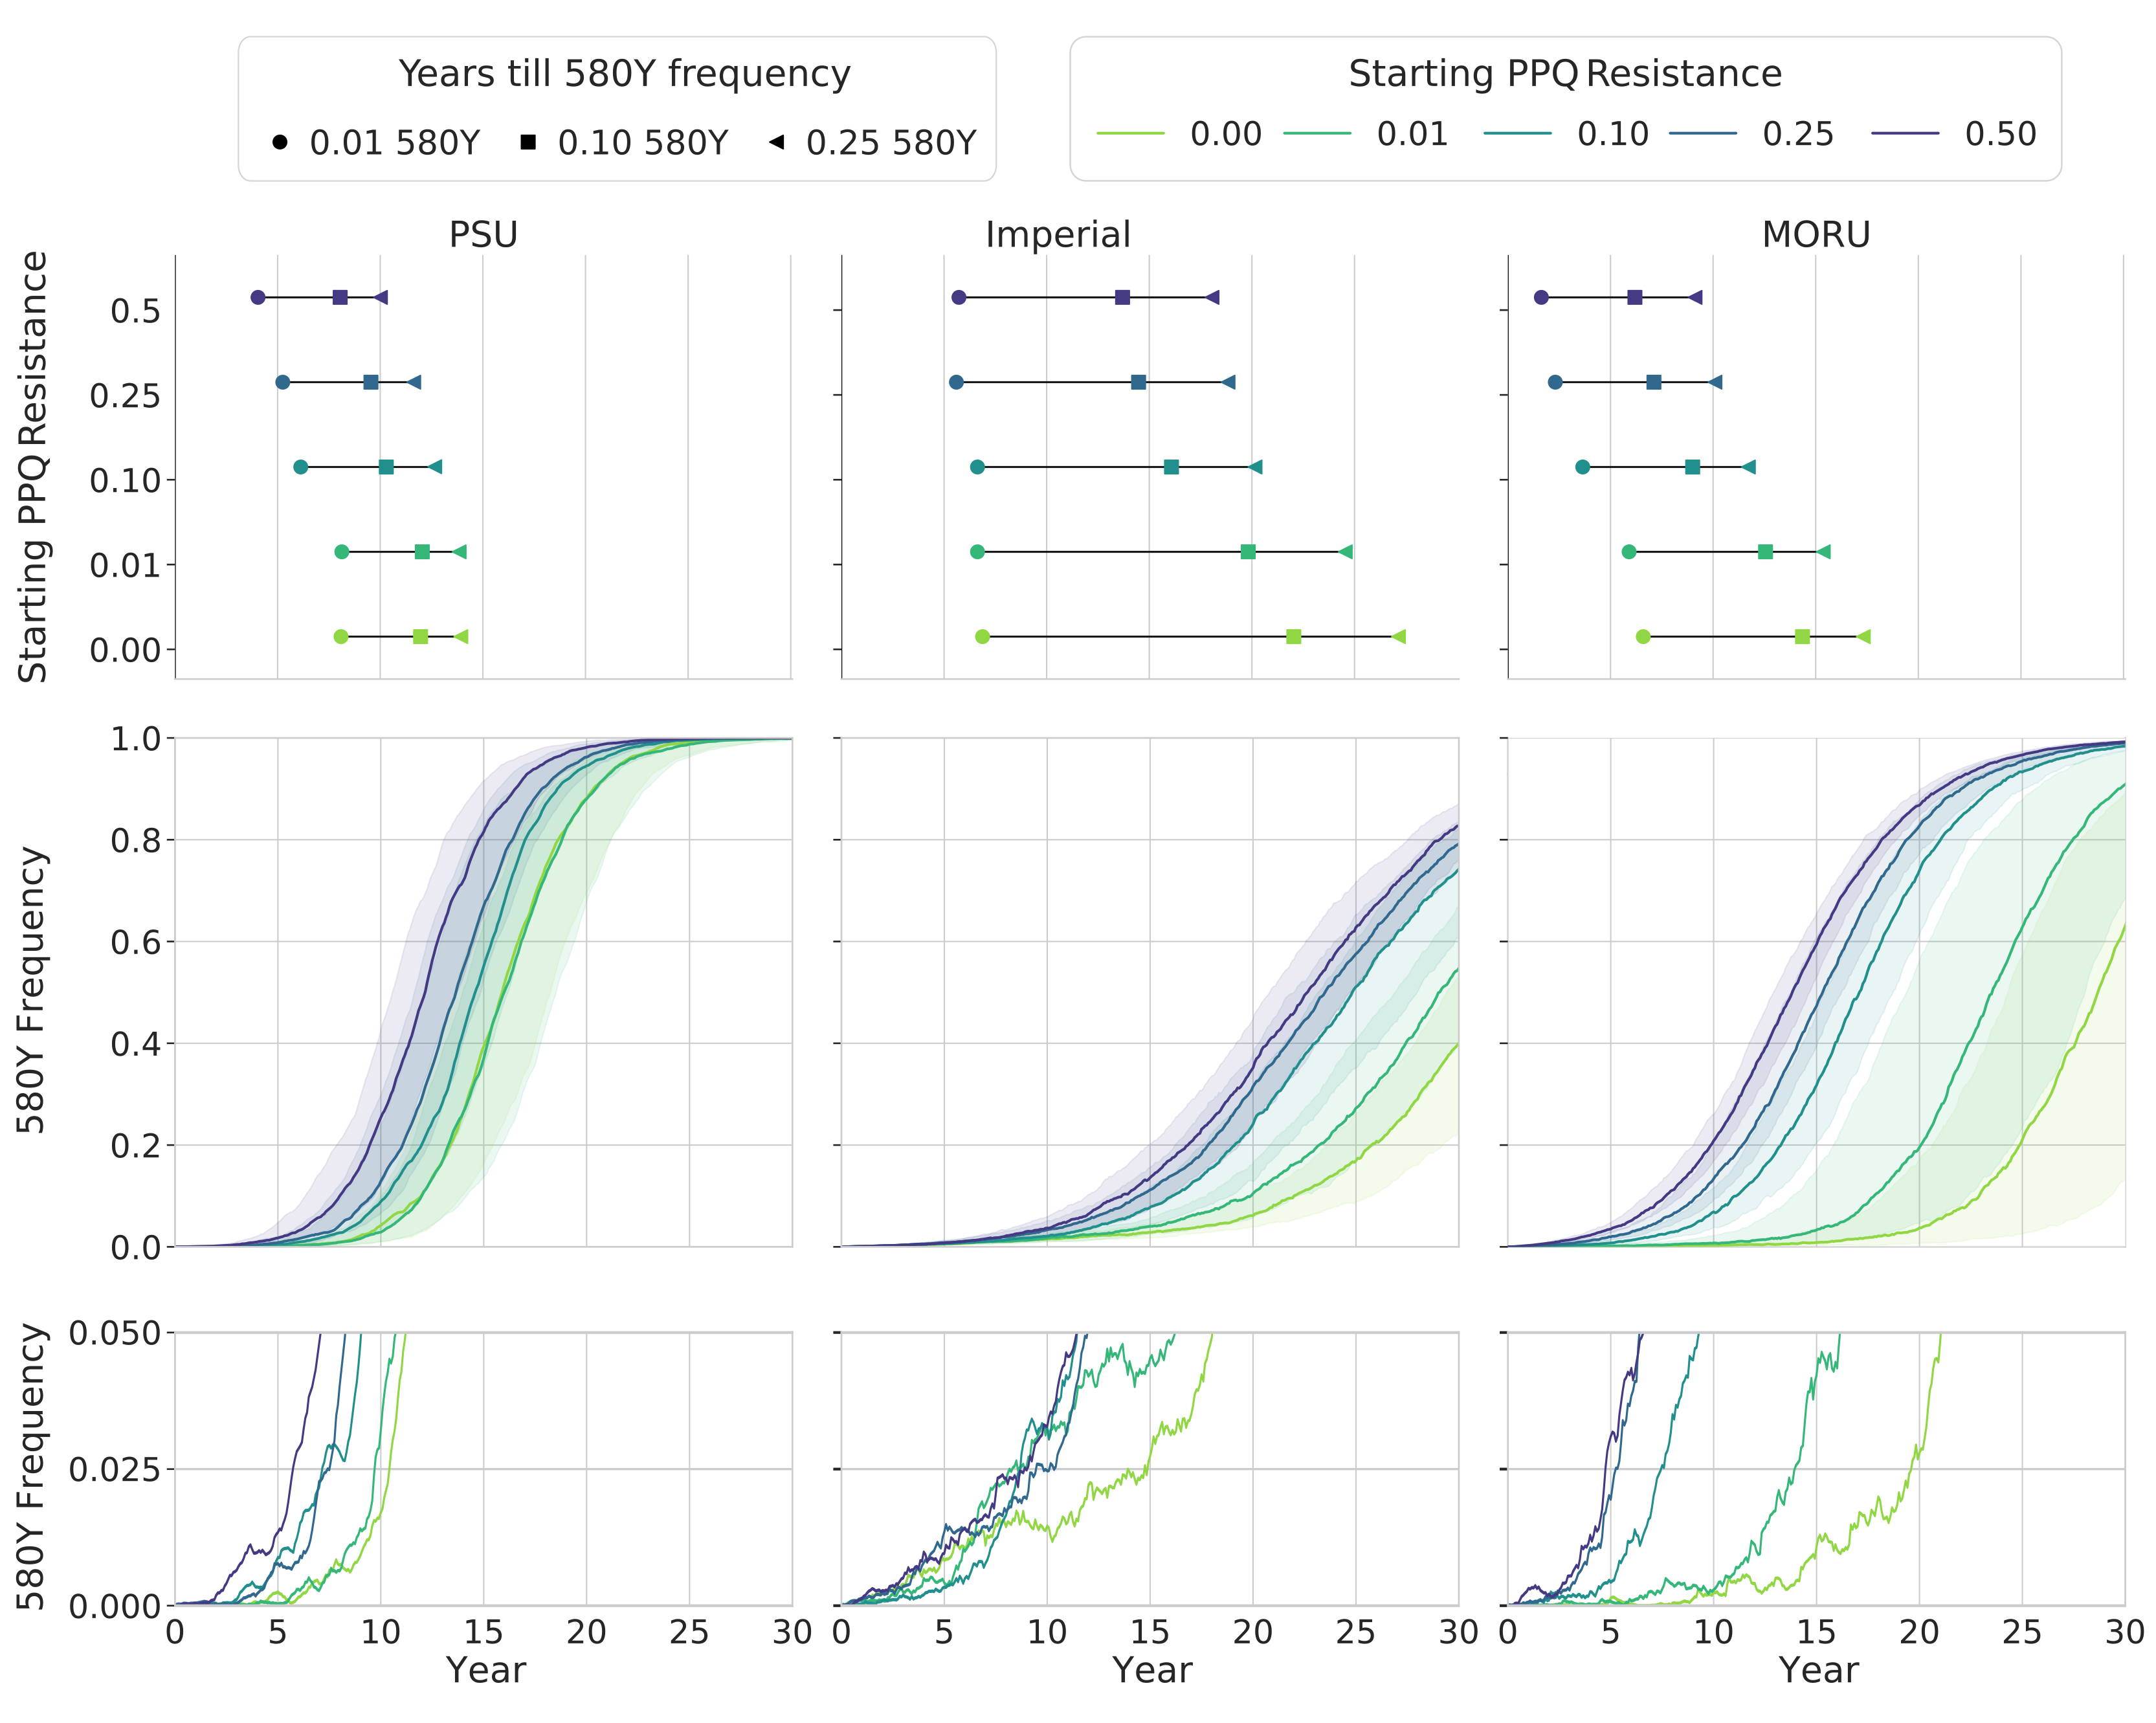 Years till 580Y frequency
0.01 580Y 0.10 580Y 0.25 580Y
Starting PPQ Resistance
0.00 0.01 0.10 0.25 0.50
PSU Imperial MORU
Starting PPQ Resistance
0.5
0.25
0.10
0.01
0.00
580Y Frequency
1.0
0.8
0.6
0.4
0.2
0.0
580Y Frequency
0.050
0.025
0.000
0 5 10 15 20 25 30 0 5 10 15 20 25 30 0 5 10 15 20 25 30
Year Year Year